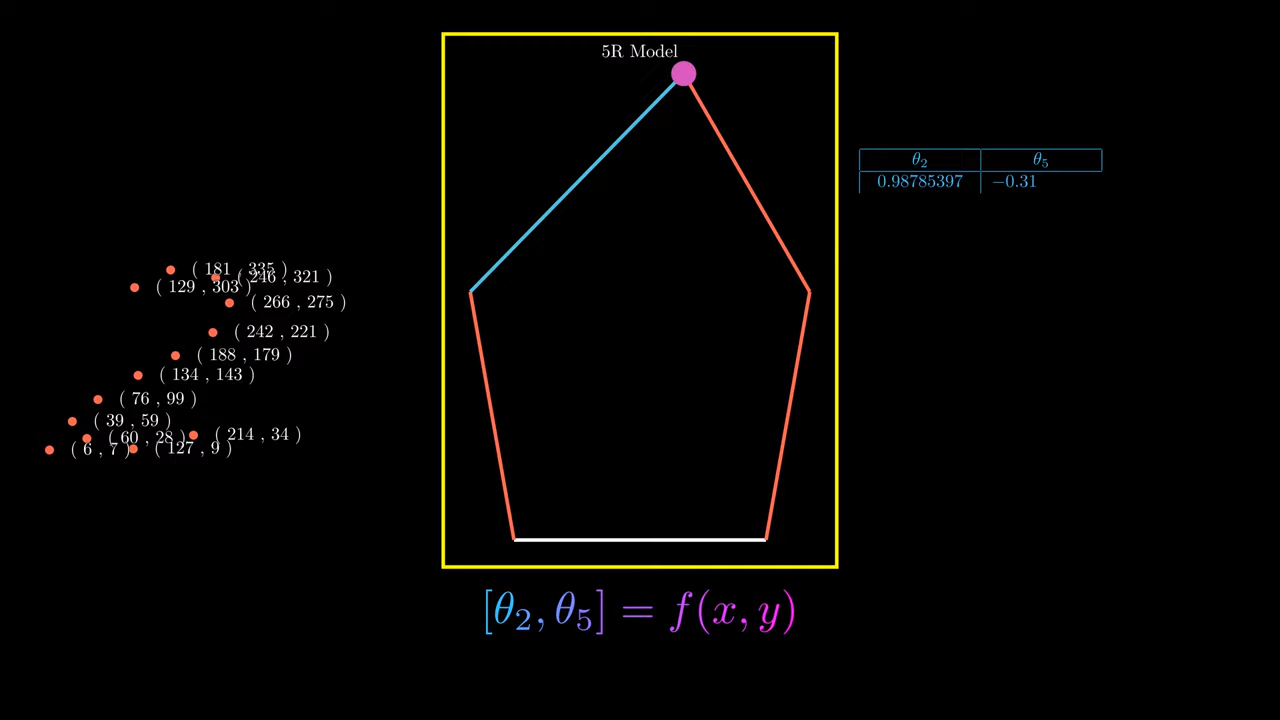 5R Model
θ₂ θ₅
0.98785397 −0.31
( 181 , 335 )
( 246 , 321 )
( 129 , 303 )
( 266 , 275 )
( 242 , 221 )
( 188 , 179 )
( 134 , 143 )
( 76 , 99 )
( 39 , 59 )
( 60 , 28 )
( 214 , 34 )
( 6 , 7 )
( 127 , 9 )
[θ₂, θ₅] = f(x, y)